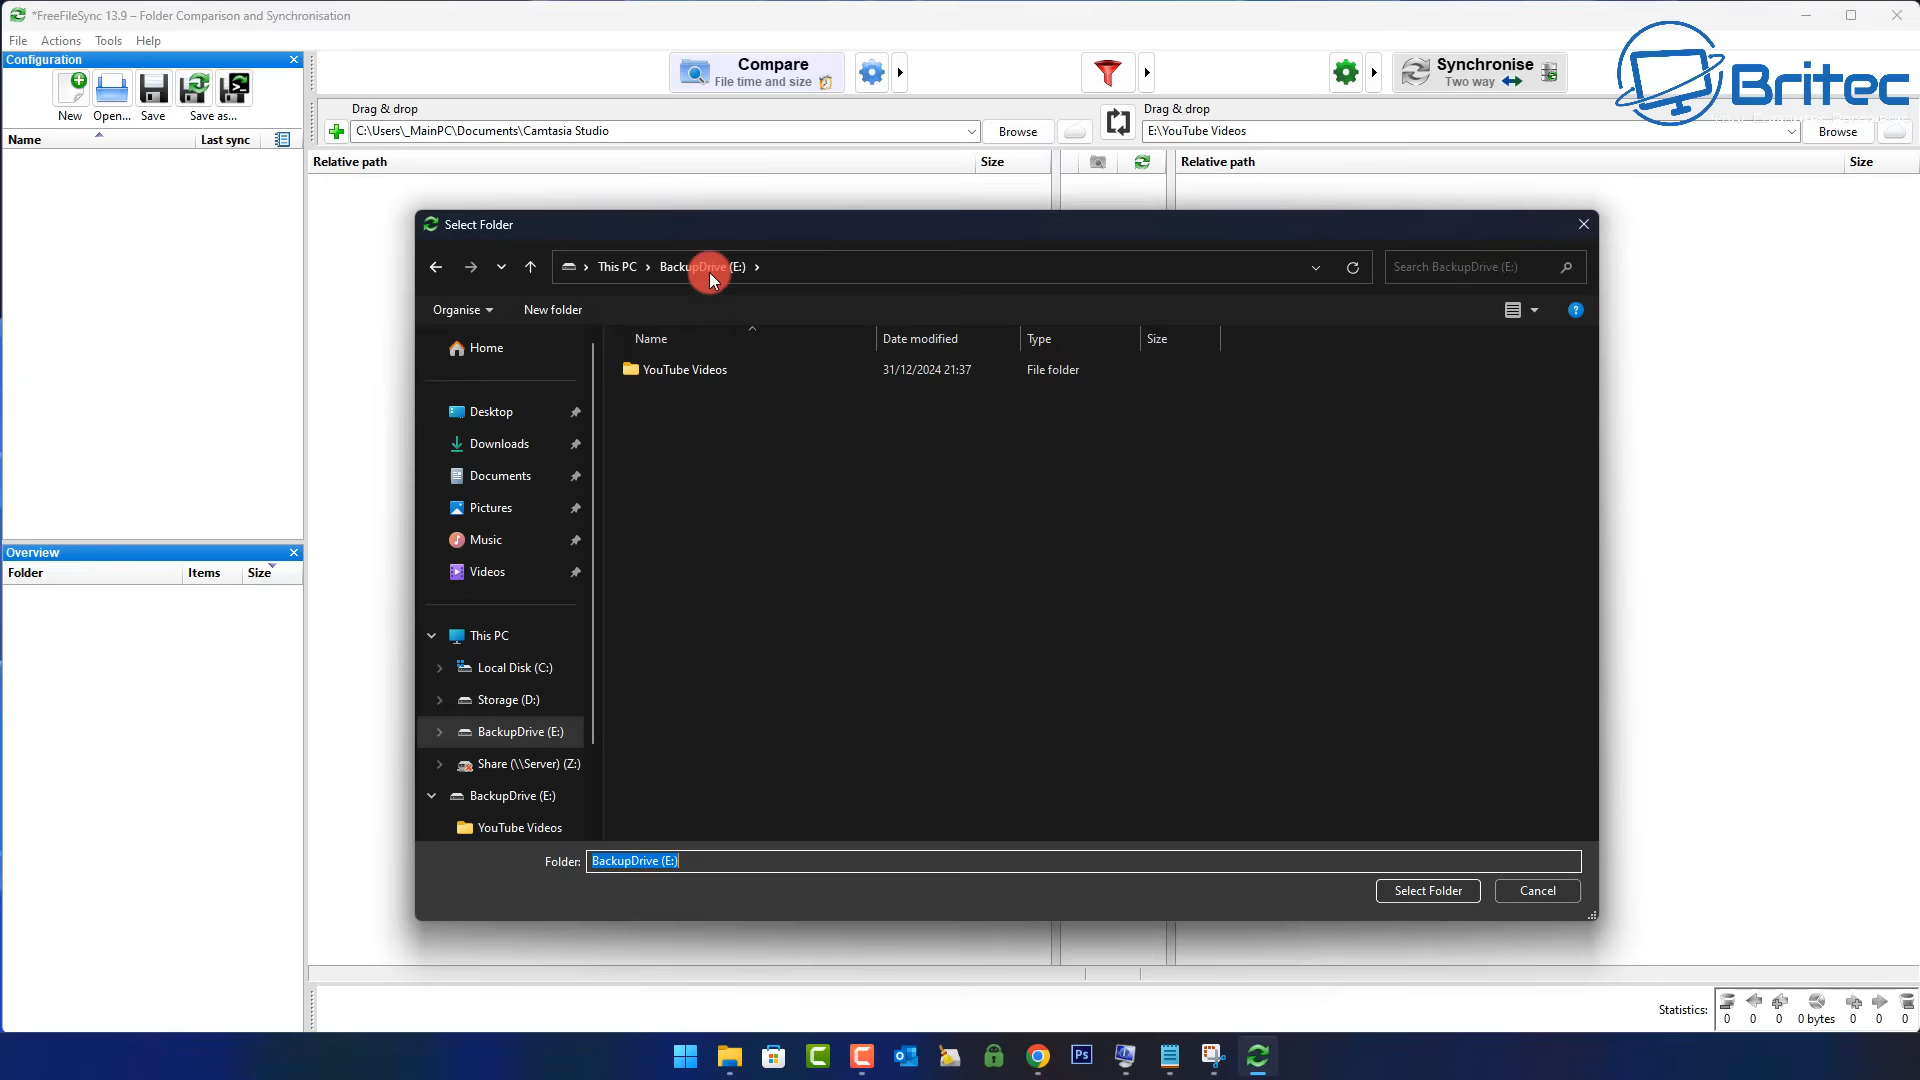 *FreeFileSync 13.9 – Folder Comparison and Synchronisation
File Actions Tools Help
Configuration
New Open... Save Save as...
Name Last sync
Compare
File time and size
Synchronise
Two way
Britec
Drag & drop
C:\Users\_MainPC\Documents\Camtasia Studio
Browse
Drag & drop
E:\YouTube Videos
Browse
Relative path Size
Relative path Size
Select Folder
This PC BackupDrive (E:)
Search BackupDrive (E:)
Organise New folder
Name Date modified Type Size
YouTube Videos 31/12/2024 21:37 File folder
Home
Desktop
Downloads
Documents
Pictures
Music
Videos
This PC
Local Disk (C:)
Storage (D:)
BackupDrive (E:)
Share (\\Server) (Z:)
BackupDrive (E:)
YouTube Videos
Folder: BackupDrive (E:)
Select Folder Cancel
Overview
Folder Items Size
Statistics: 0 0 0 0 bytes 0 0 0
Ps